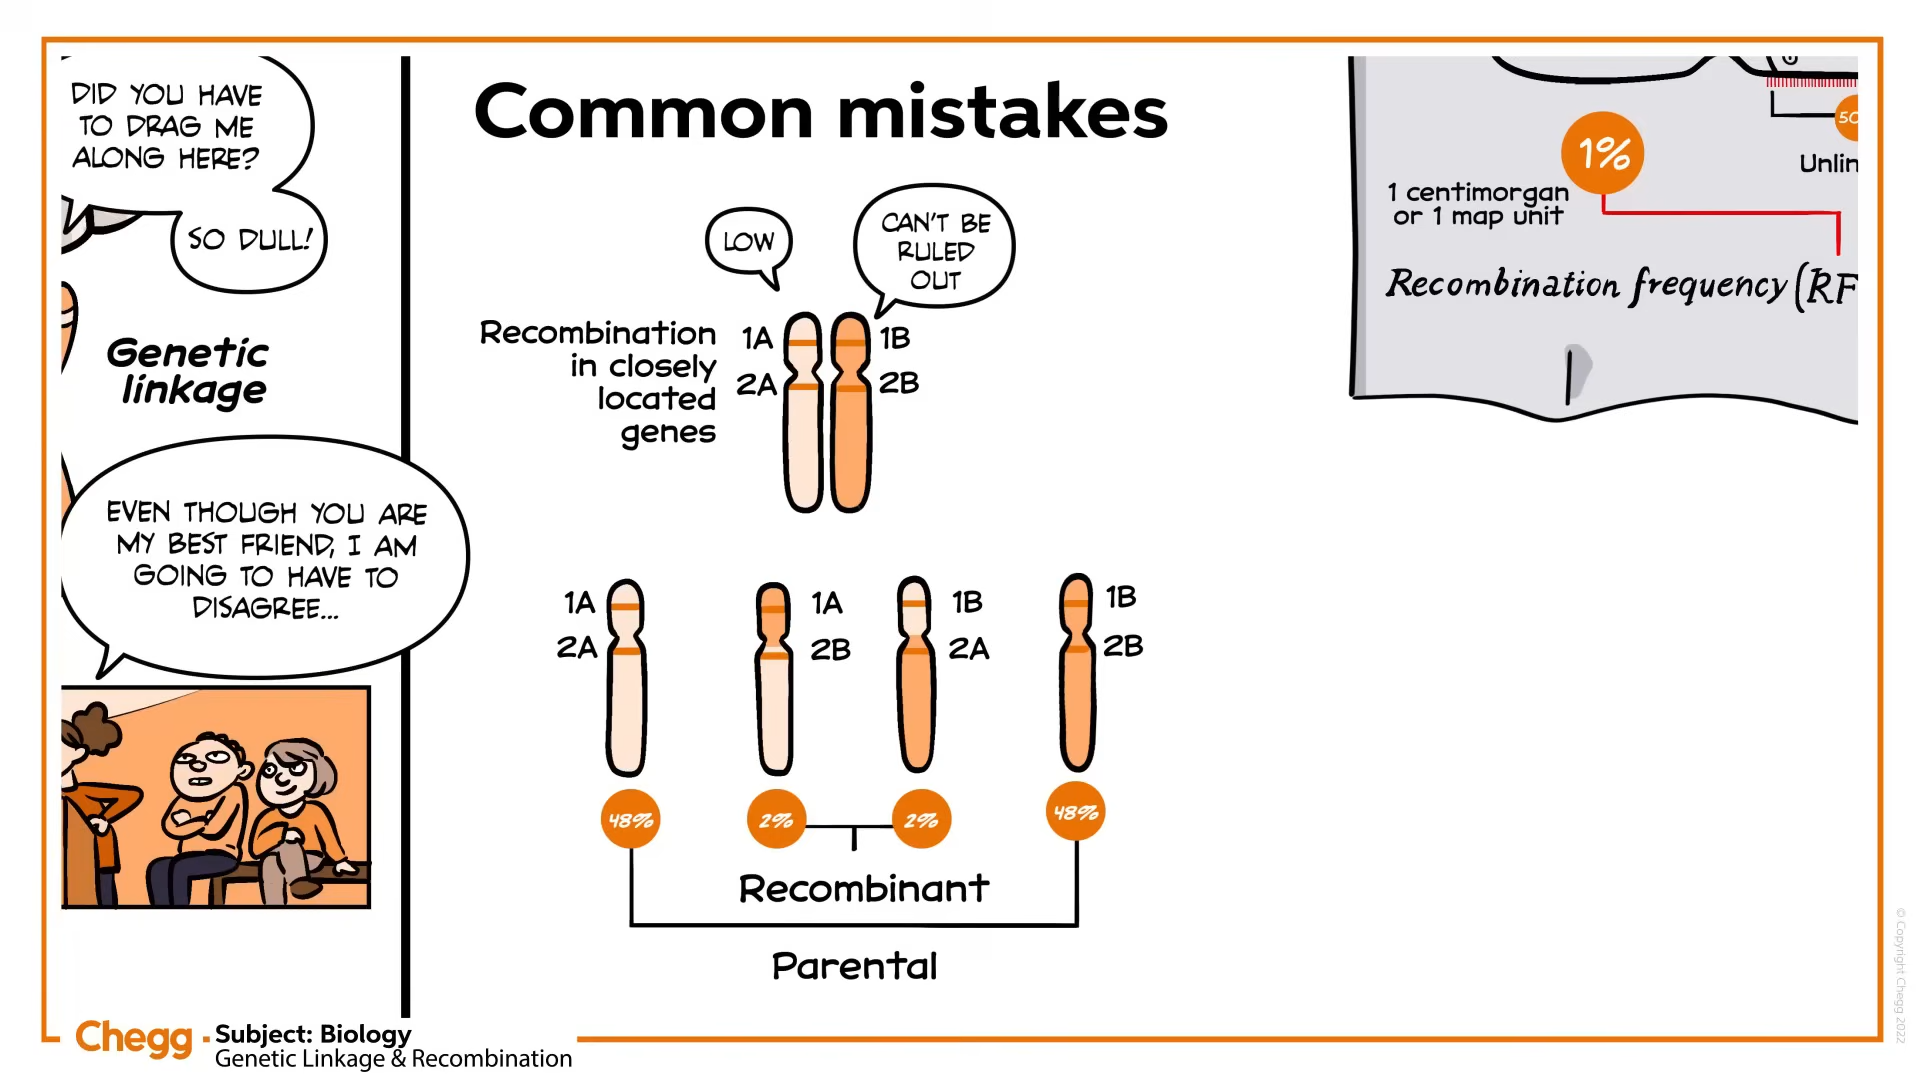 DID YOU HAVE
TO DRAG ME
ALONG HERE?
SO DULL!
Genetic
linkage
EVEN THOUGH YOU ARE
MY BEST FRIEND, I AM
GOING TO HAVE TO
DISAGREE...
Common mistakes
LOW
CAN'T BE
RULED
OUT
Recombination
in closely
located
genes
1A
1B
2A
2B
1A
1A
1B
1B
2A
2B
2A
2B
48%
2%
2%
48%
Recombinant
Parental
1%
50
Unlin
1 centimorgan
or 1 map unit
Recombination frequency (RF
Chegg
Subject: Biology
Genetic Linkage & Recombination
© Copyright Chegg 2022